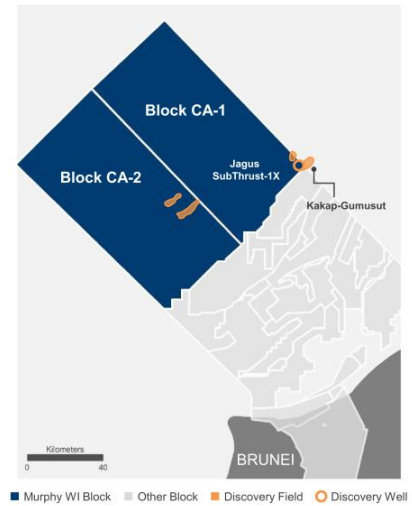 Block CA-1
Block CA-2
Jagus
SubThrust-1X
Kakap-Gumusut
Kilometers
0 40
BRUNEI
Murphy WI Block Other Block Discovery Field Discovery Well